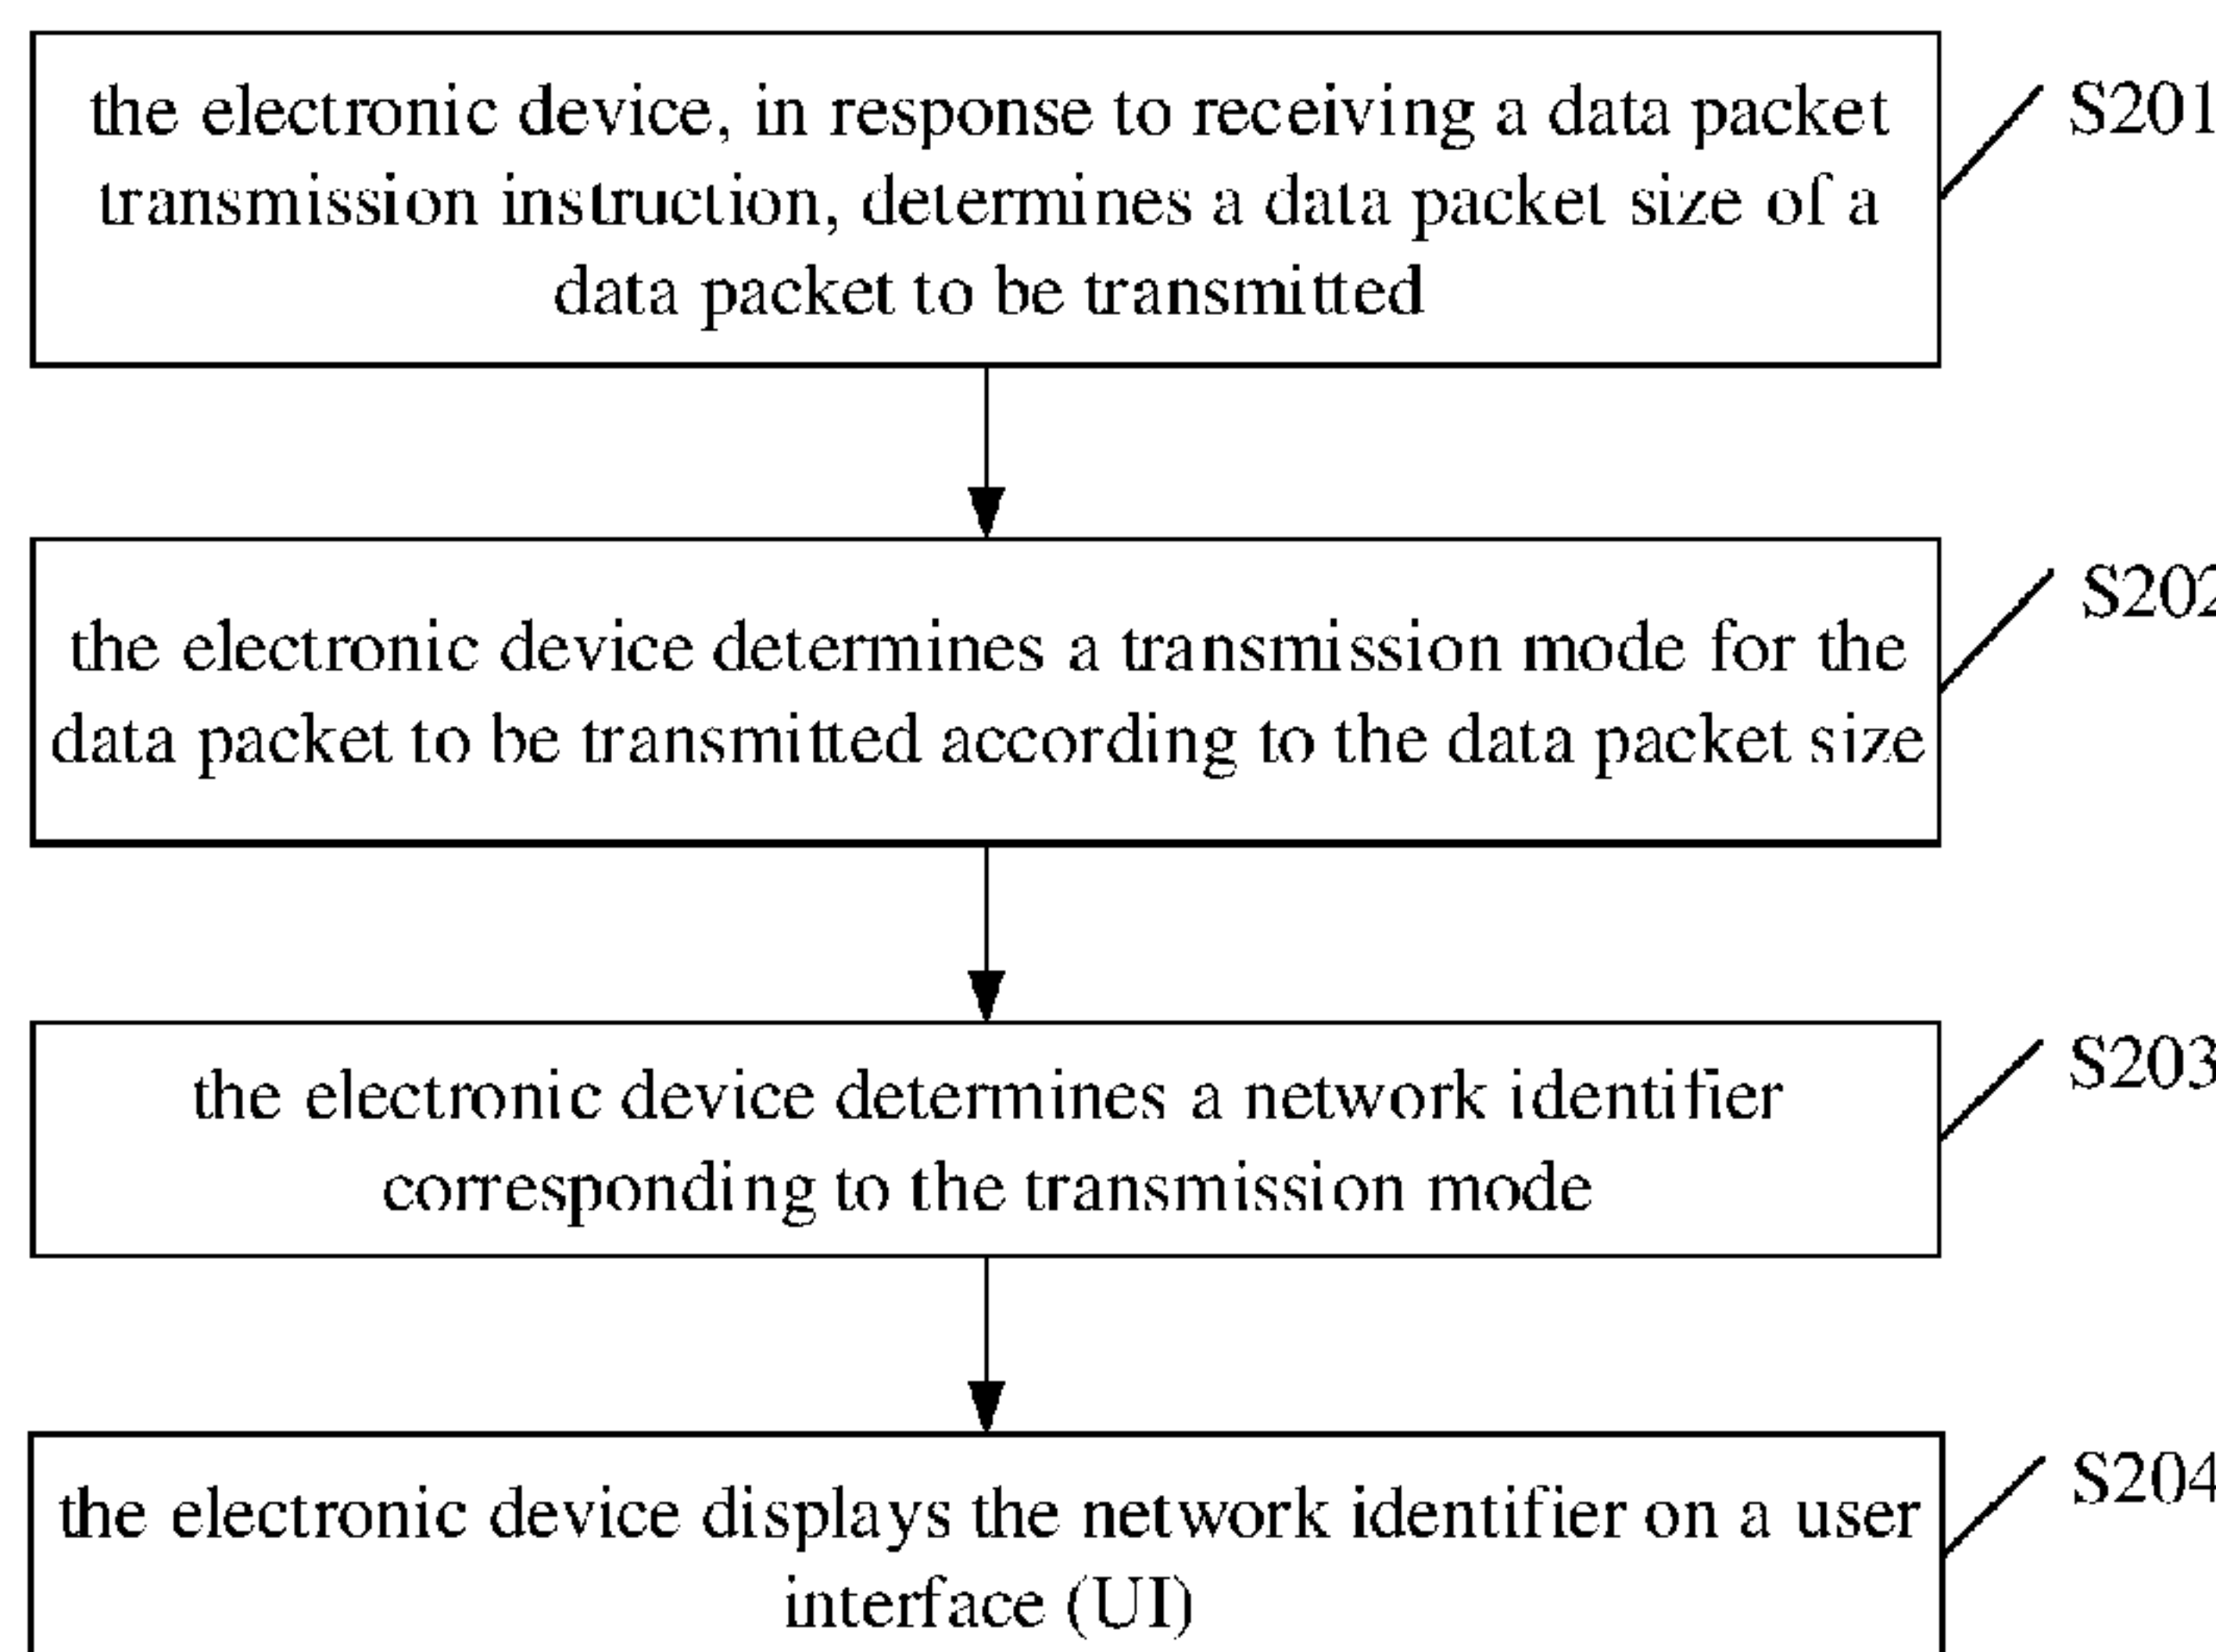 the electronic device, in response to receiving a data packet
transmission instruction, determines a data packet size of a
data packet to be transmitted
S201
the electronic device determines a transmission mode for the
data packet to be transmitted according to the data packet size
S202
the electronic device determines a network identifier
corresponding to the transmission mode
S203
the electronic device displays the network identifier on a user
interface (UI)
S204